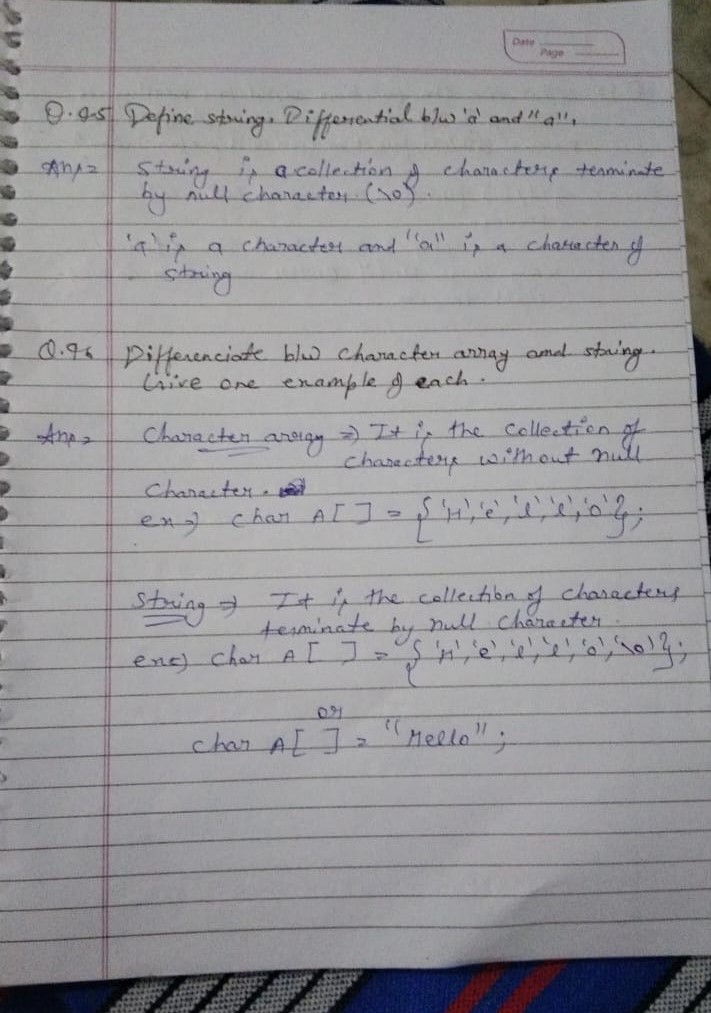 Date
Page
Q.95 Define string. Differential b/w 'a' and "a".
Ans= String is a collection of characters terminate
by null character (\0).
'a' is a character and "a" is a character of
string
Q.96 Differenciate b/w character array and string.
Give one example of each.
Ans= Character array ⇒ It is the collection of
characters without null
character.
ex ⇒ char A[ ] = {'H','e','l','l','o'};
String ⇒ It is the collection of characters
terminate by null character.
ex ⇒ char A[ ] = {'H','e','l','l','o','\0'};
or
char A[ ] = "Hello";